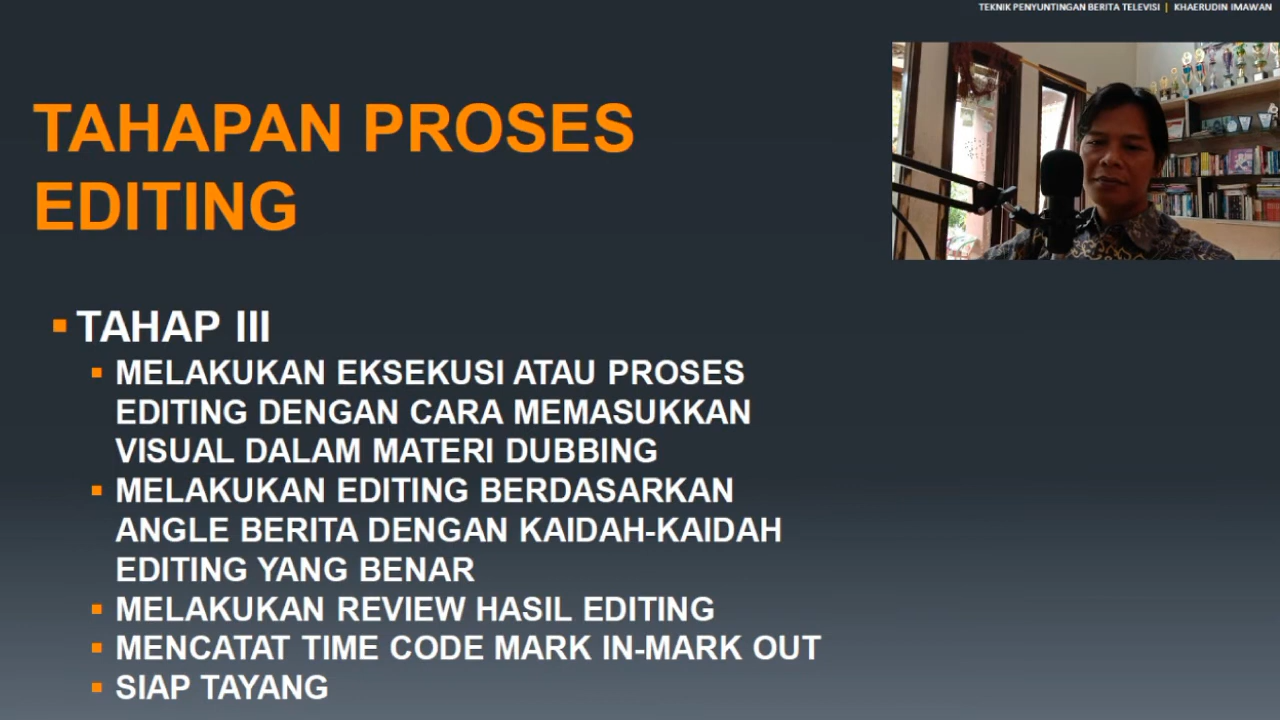 TEKNIK PENYUNTINGAN BERITA TELEVISI | KHAERUDIN IMAWAN
TAHAPAN PROSES
EDITING
TAHAP III
MELAKUKAN EKSEKUSI ATAU PROSES
EDITING DENGAN CARA MEMASUKKAN
VISUAL DALAM MATERI DUBBING
MELAKUKAN EDITING BERDASARKAN
ANGLE BERITA DENGAN KAIDAH-KAIDAH
EDITING YANG BENAR
MELAKUKAN REVIEW HASIL EDITING
MENCATAT TIME CODE MARK IN-MARK OUT
SIAP TAYANG